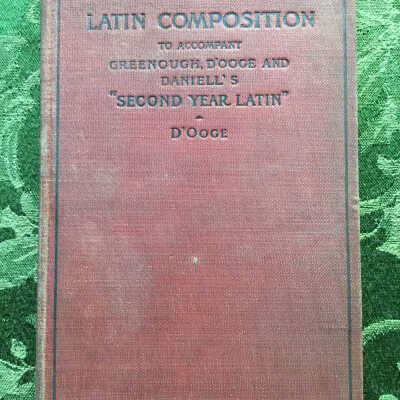 LATIN COMPOSITION
TO ACCOMPANY
GREENOUGH, D'OOGE AND
DANIELL'S
"SECOND YEAR LATIN"
D'OOGE